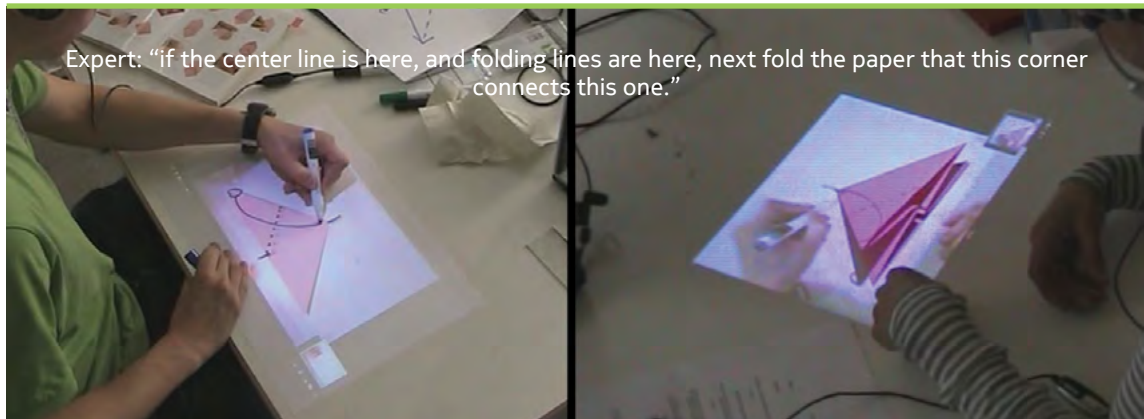 Expert: “if the center line is here, and folding lines are here, next fold the paper that this corner
connects this one.”